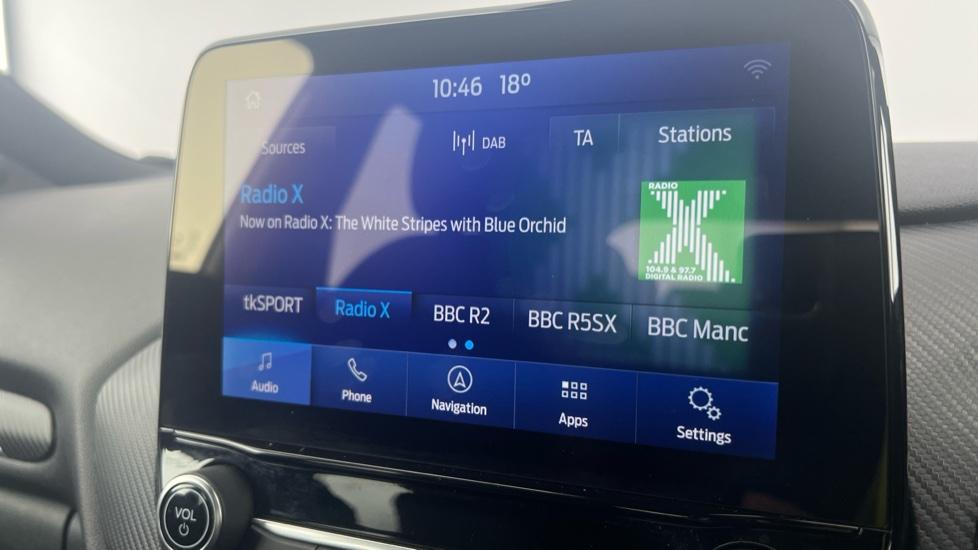 10:46 18°
Sources DAB TA Stations
Radio X
Now on Radio X: The White Stripes with Blue Orchid
RADIO
X
104.9 & 97.7
DIGITAL RADIO
tkSPORT Radio X BBC R2 BBC R5SX BBC Manc
Audio Phone Navigation Apps Settings
VOL